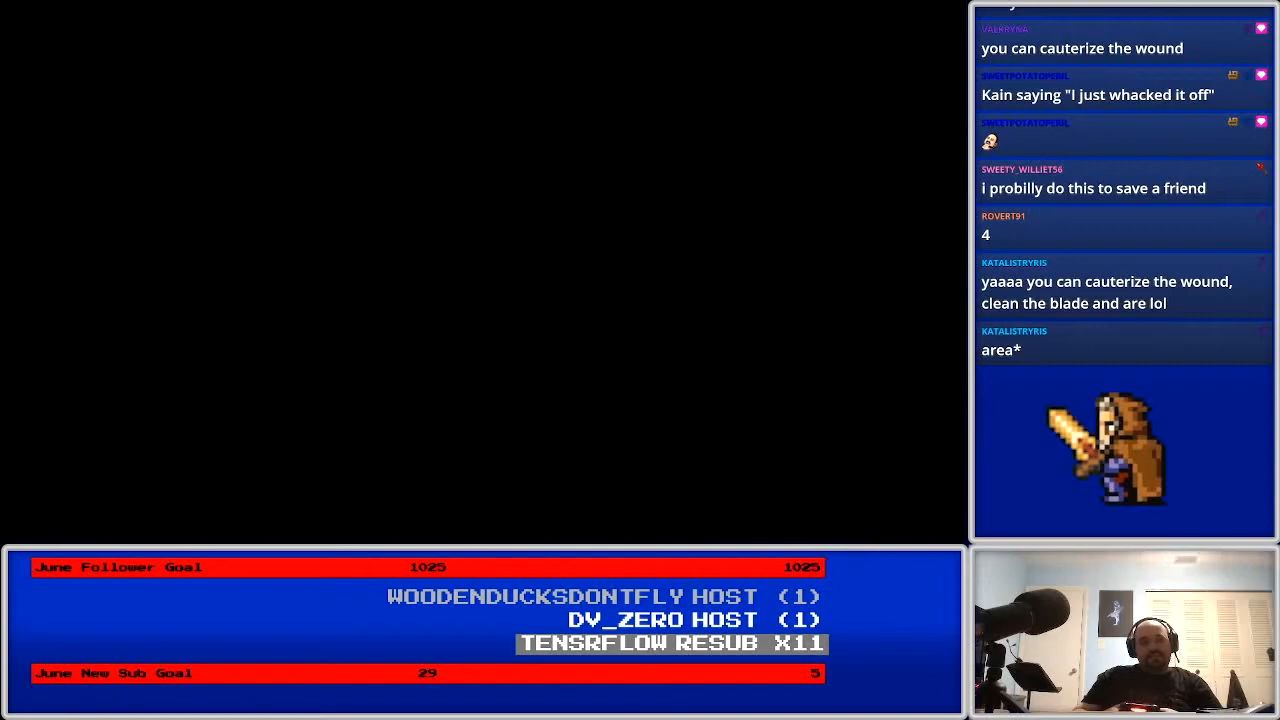 VALRRYNA
you can cauterize the wound
SWEETPOTATOPERIL
Kain saying "I just whacked it off"
SWEETPOTATOPERIL
SWEETY_WILLIET56
i probilly do this to save a friend
ROVERT91
4
KATALISTRYRIS
yaaaa you can cauterize the wound,
clean the blade and are lol
KATALISTRYRIS
area*
June Follower Goal 1025 1025
WOODENDUCKSDONTFLY HOST (1)
DV_ZERO HOST (1)
TENSRFLOW RESUB X11
June New Sub Goal 29 5